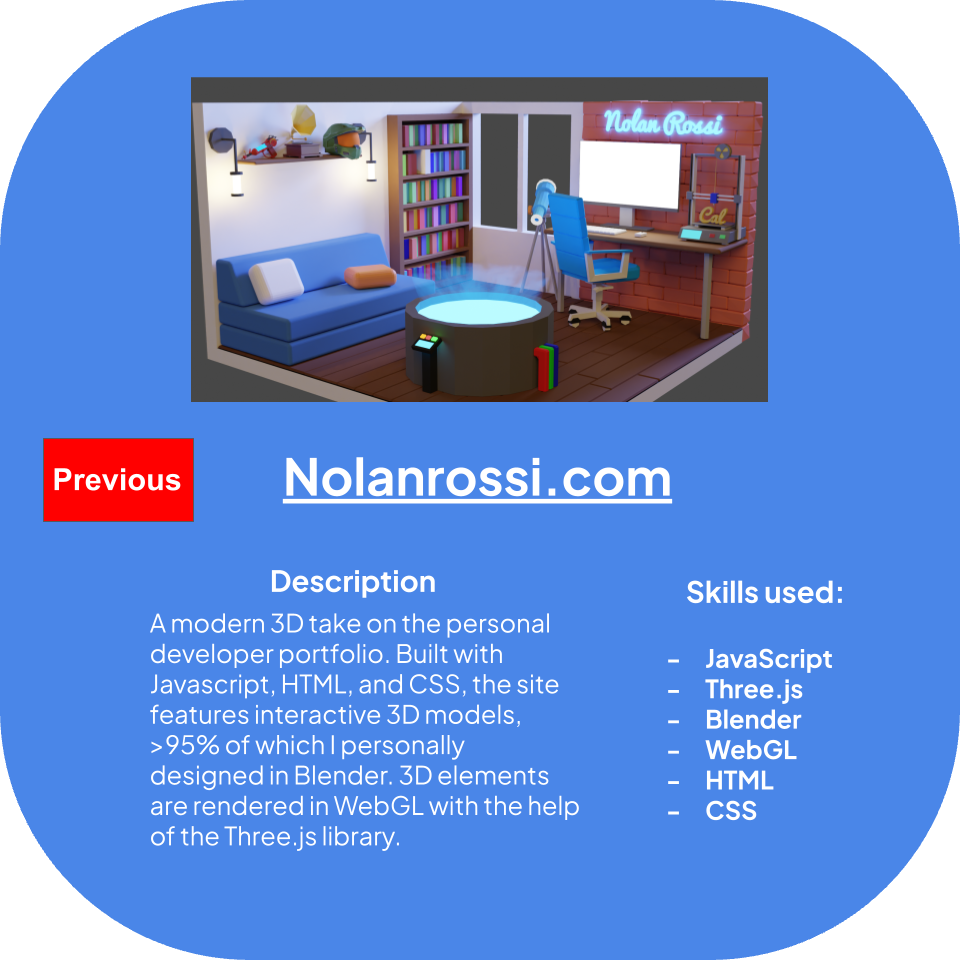 Nolan Rossi
Cal
Previous
Nolanrossi.com
Description
A modern 3D take on the personal
developer portfolio. Built with
Javascript, HTML, and CSS, the site
features interactive 3D models,
>95% of which I personally
designed in Blender. 3D elements
are rendered in WebGL with the help
of the Three.js library.
Skills used:
- JavaScript
- Three.js
- Blender
- WebGL
- HTML
- CSS